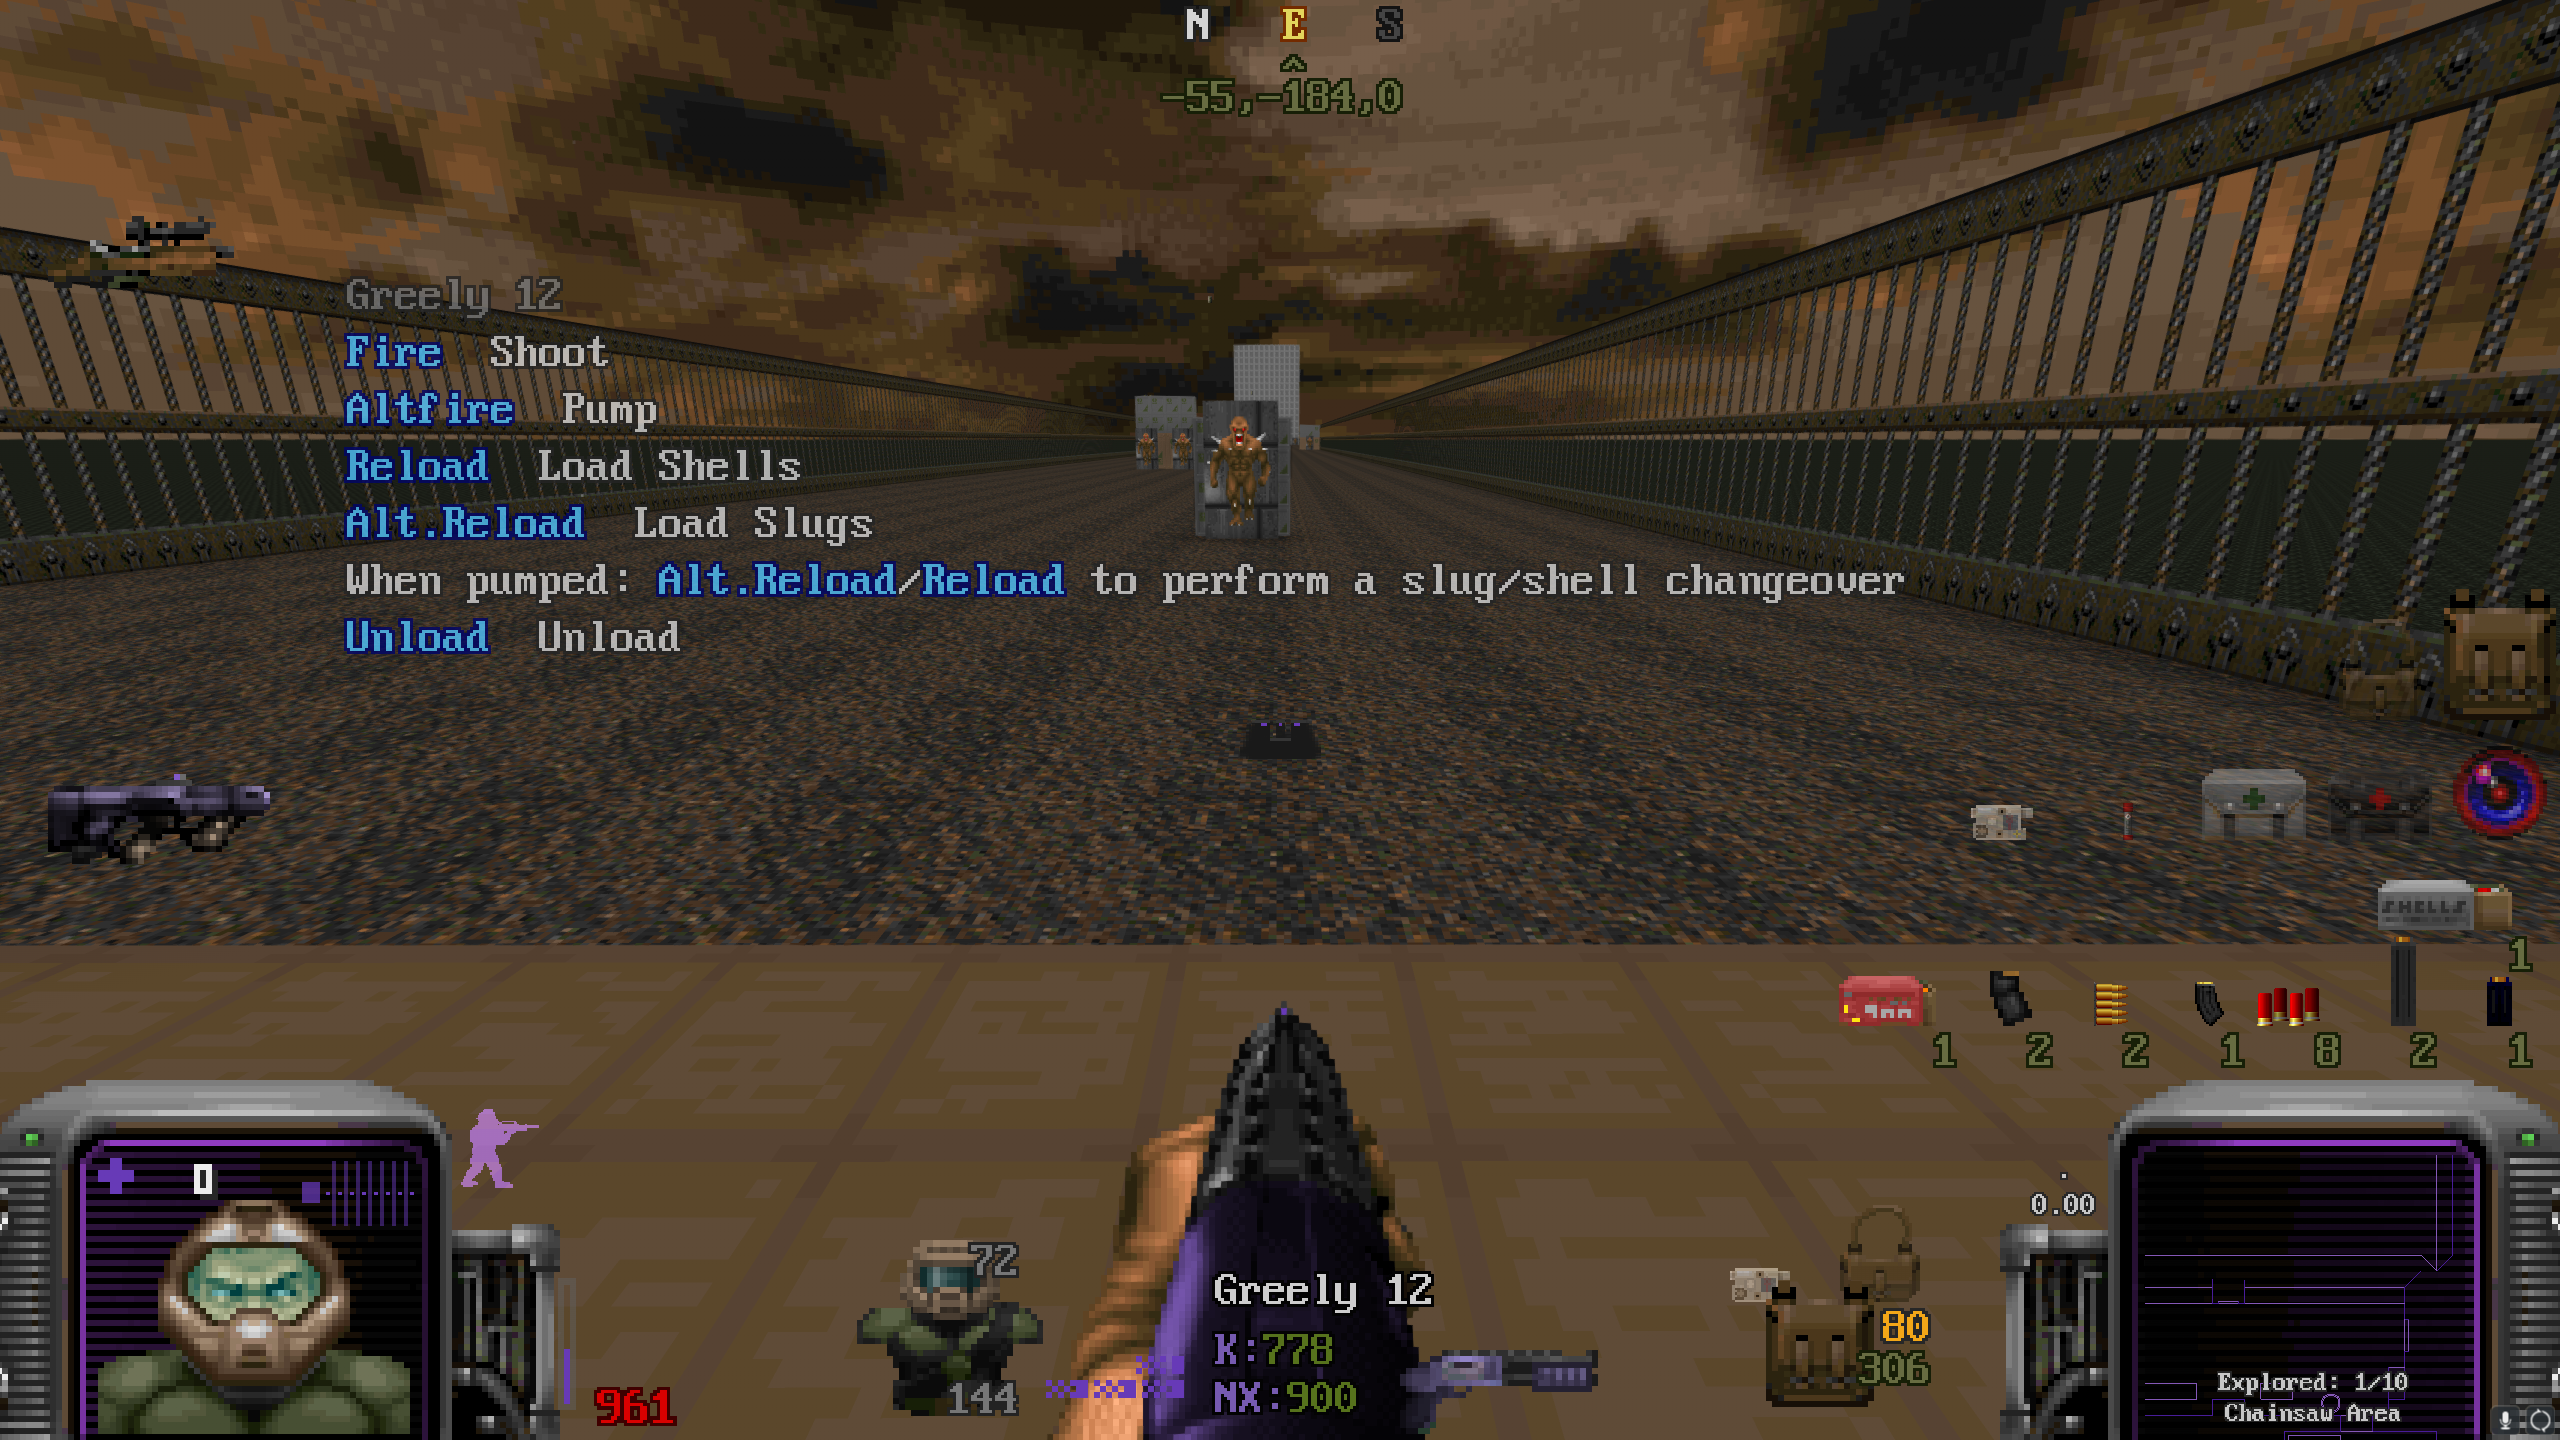 N E S
-55,-184,0
Greely 12
Fire Shoot
Altfire Pump
Reload Load Shells
Alt.Reload Load Slugs
When pumped: Alt.Reload/Reload to perform a slug/shell changeover
Unload Unload
SHELLS
1
9mm
1 2 2 1 8 2 1
0
0.00
72
Greely 12
80
K:778
306
Explored: 1/10
961
144
NX:900
Chainsaw Area